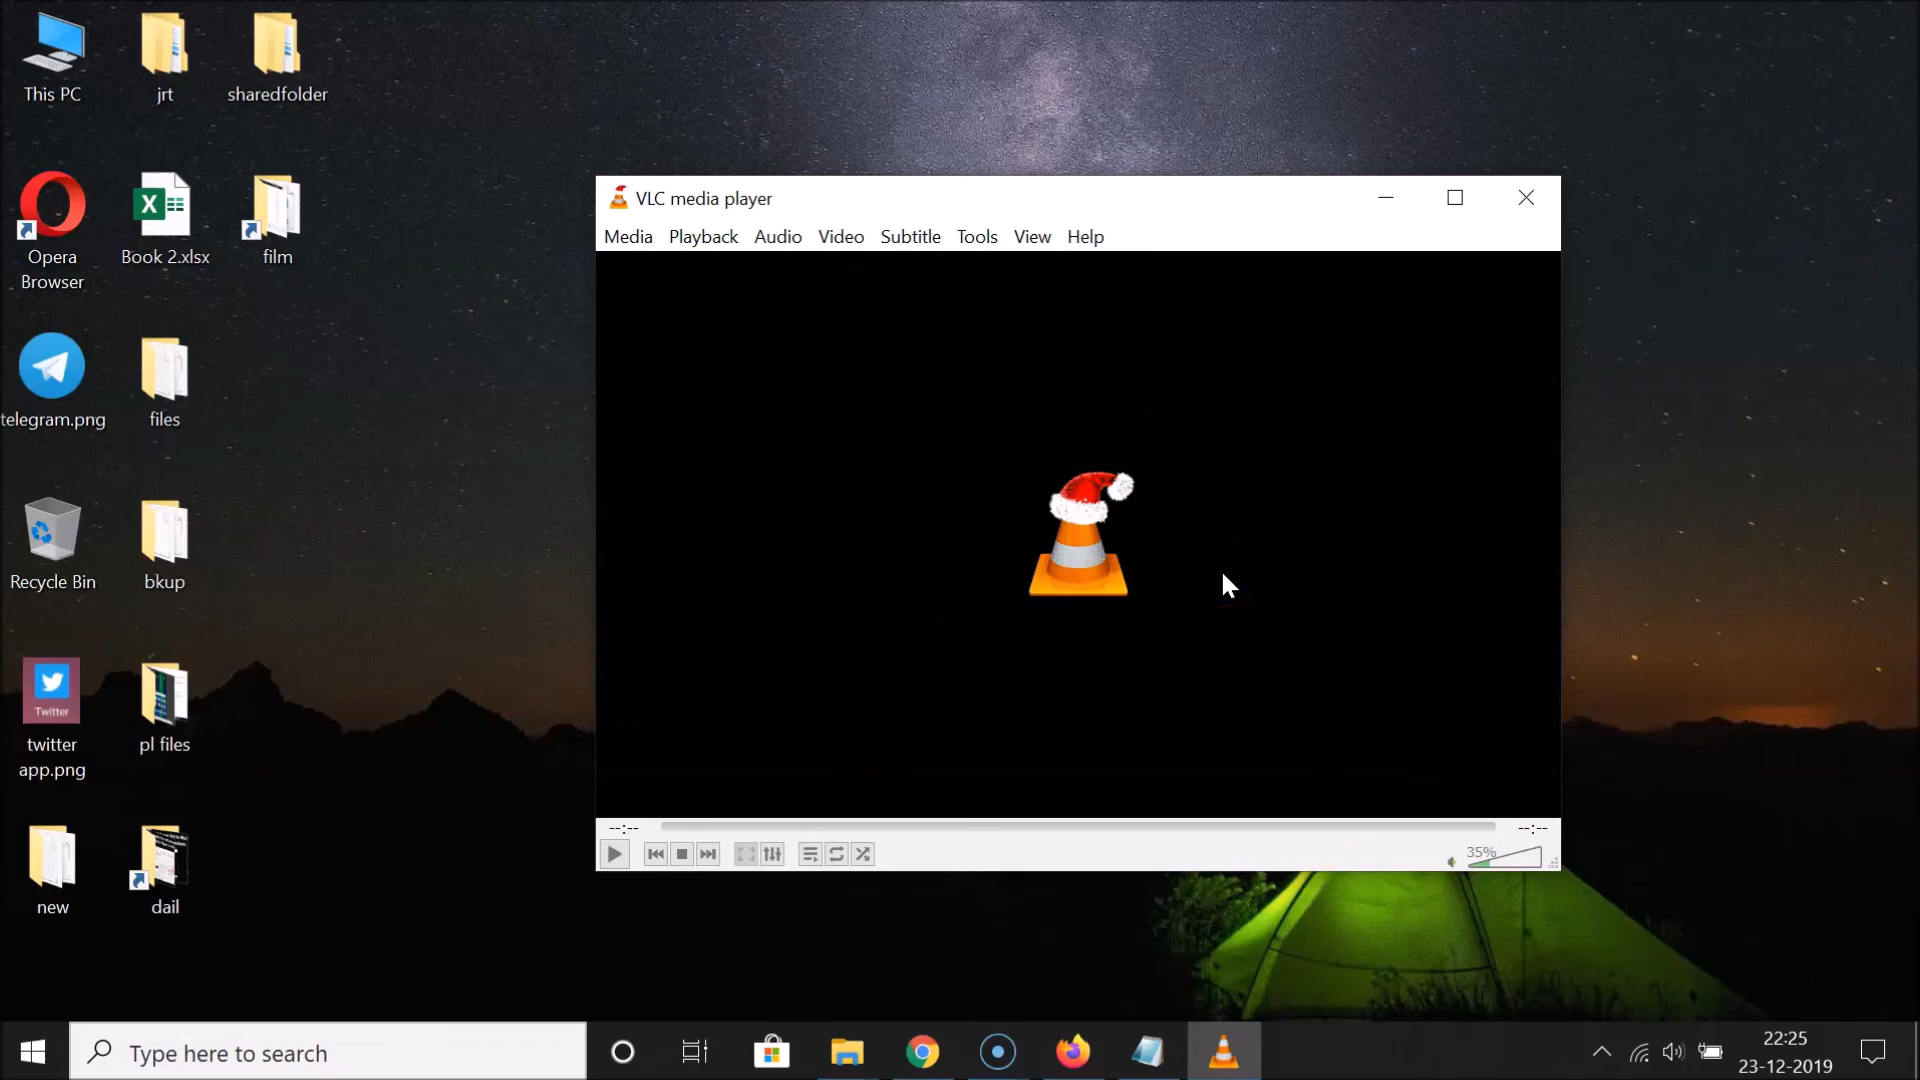 This PC
jrt
sharedfolder
Opera
Browser
Book 2.xlsx
film
telegram.png
files
Recycle Bin
bkup
Twitter
twitter
app.png
pl files
new
dail
VLC media player
Media Playback Audio Video Subtitle Tools View Help
--:-- --:--
35%
Type here to search
22:25
23-12-2019